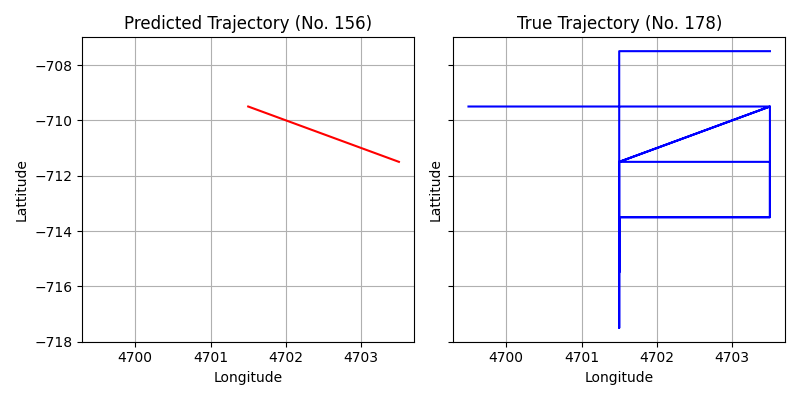 Predicted Trajectory (No. 156)
True Trajectory (No. 178)
−708
−710
−712
−714
−716
−718
Lattitude
Lattitude
4700
4701
4702
4703
4700
4701
4702
4703
Longitude
Longitude